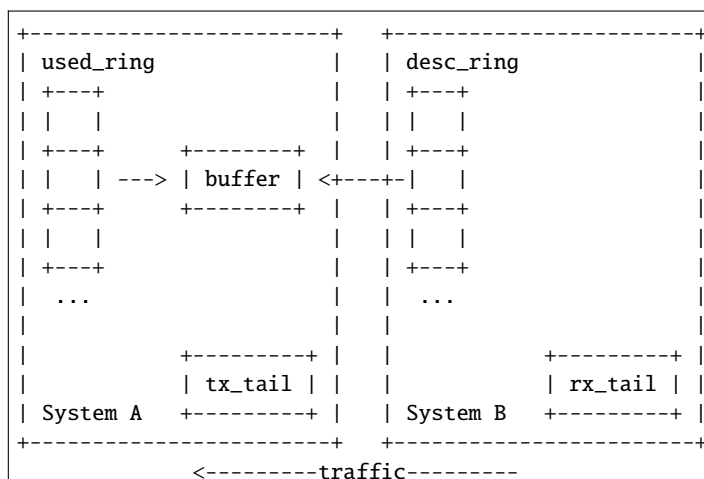 +------------------------+   +------------------------+
| used_ring              |   | desc_ring              |
| +---+                  |   | +---+                  |
| |   |                  |   | |   |                  |
| +---+      +--------+  |   | +---+                  |
| |   | ---> | buffer | <+---+-|   |                  |
| +---+      +--------+  |   | +---+                  |
| |   |                  |   | |   |                  |
| +---+                  |   | +---+                  |
|  ...                   |   |  ...                   |
|                        |   |                        |
|            +---------+ |   |            +---------+ |
|            | tx_tail | |   |            | rx_tail | |
| System A   +---------+ |   | System B   +---------+ |
+------------------------+   +------------------------+
              <---------traffic---------